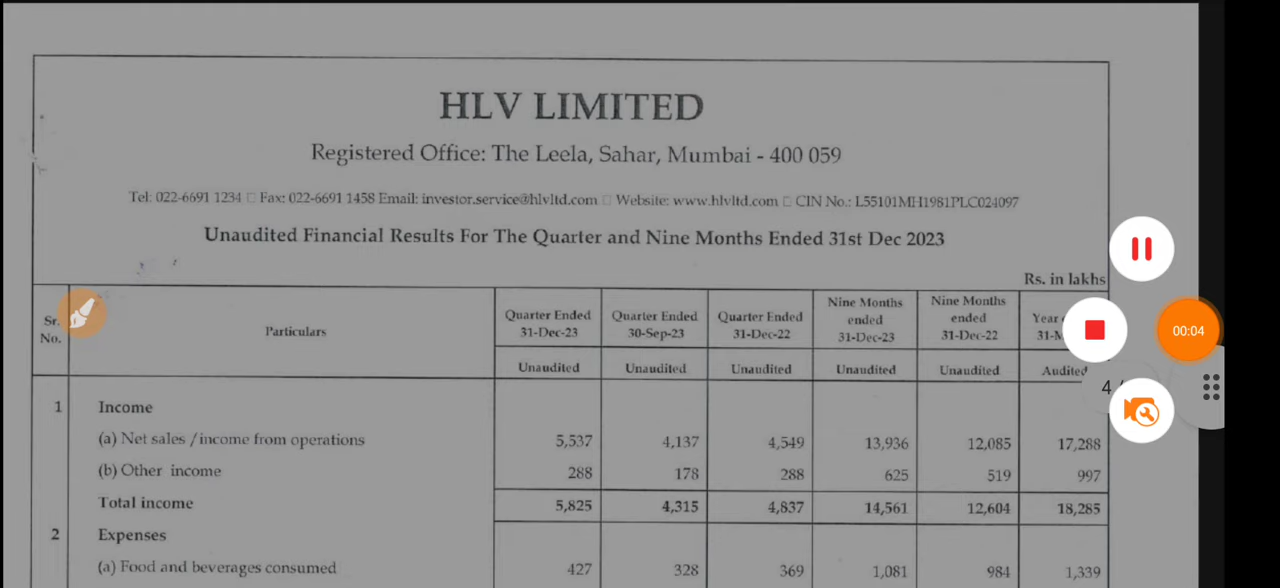 HLV LIMITED
Registered Office: The Leela, Sahar, Mumbai - 400 059
Tel: 022-6691 1234 □ Fax: 022-6691 1458 Email: investor.service@hlvltd.com □ Website: www.hlvltd.com □ CIN No.: L55101MH1981PLC024097
Unaudited Financial Results For The Quarter and Nine Months Ended 31st Dec 2023
Rs. in lakhs
Sr. No. Particulars Quarter Ended 31-Dec-23 Quarter Ended 30-Sep-23 Quarter Ended 31-Dec-22 Nine Months ended 31-Dec-23 Nine Months ended 31-Dec-22 Year
Unaudited Unaudited Unaudited Unaudited Unaudited Audited
1 Income
(a) Net sales /income from operations 5,537 4,137 4,549 13,936 12,085 17,288
(b) Other income 288 178 288 625 519 997
Total income 5,825 4,315 4,837 14,561 12,604 18,285
2 Expenses
(a) Food and beverages consumed 427 328 369 1,081 984 1,339
00:04
4